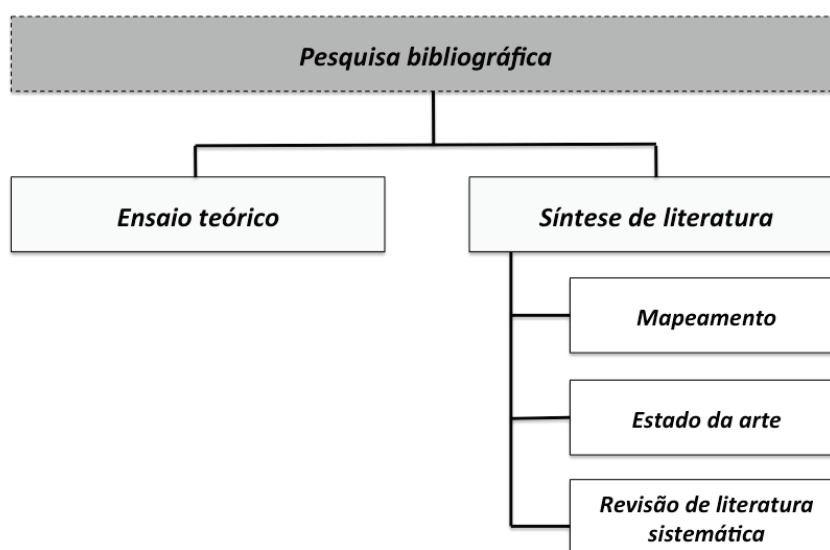 Pesquisa bibliográfica
Ensaio teórico
Síntese de literatura
Mapeamento
Estado da arte
Revisão de literatura
sistemática